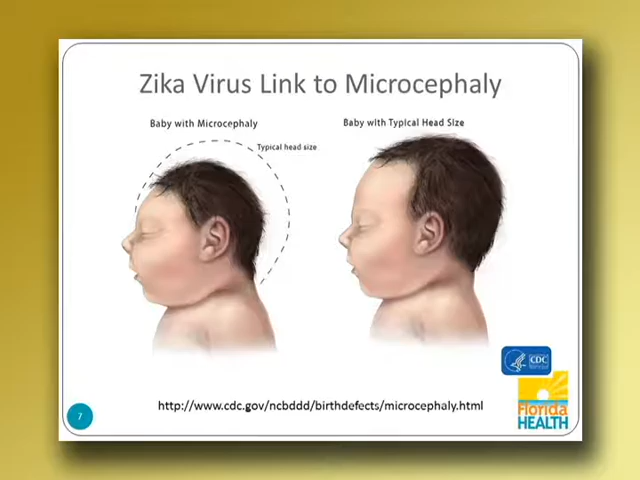 Zika Virus Link to Microcephaly
Baby with Microcephaly
Baby with Typical Head Size
Typical head size
CDC
Florida
HEALTH
http://www.cdc.gov/ncbddd/birthdefects/microcephaly.html
7